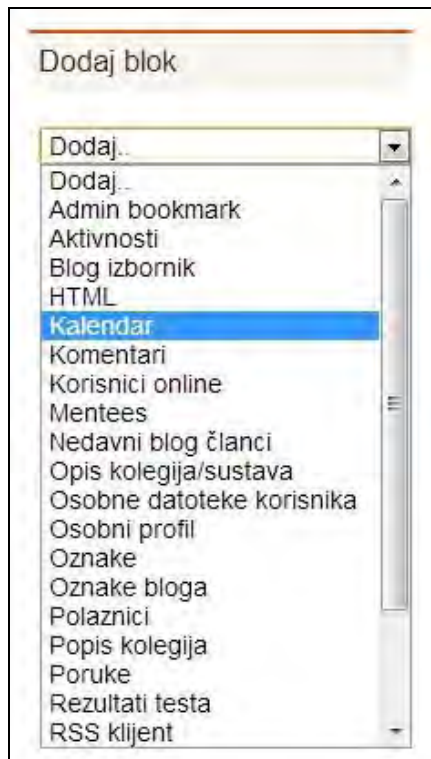 Dodaj blok
Dodaj..
Dodaj..
Admin bookmark
Aktivnosti
Blog izbornik
HTML
Kalendar
Komentari
Korisnici online
Mentees
Nedavni blog članci
Opis kolegija/sustava
Osobne datoteke korisnika
Osobni profil
Oznake
Oznake bloga
Polaznici
Popis kolegija
Poruke
Rezultati testa
RSS klijent